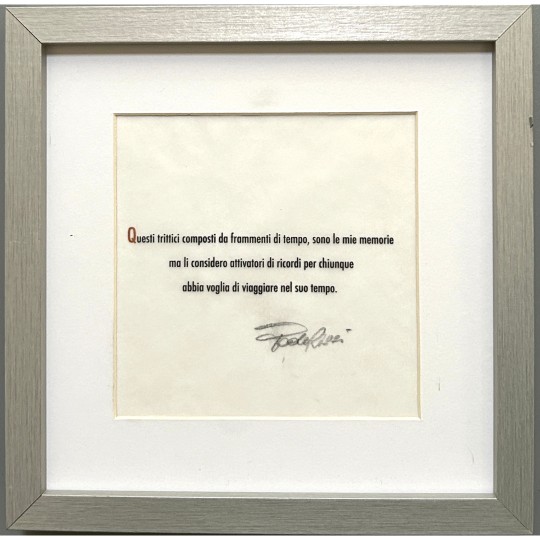 Questi trittici composti da frammenti di tempo, sono le mie memorie
ma li considero attivatori di ricordi per chiunque
abbia voglia di viaggiare nel suo tempo.